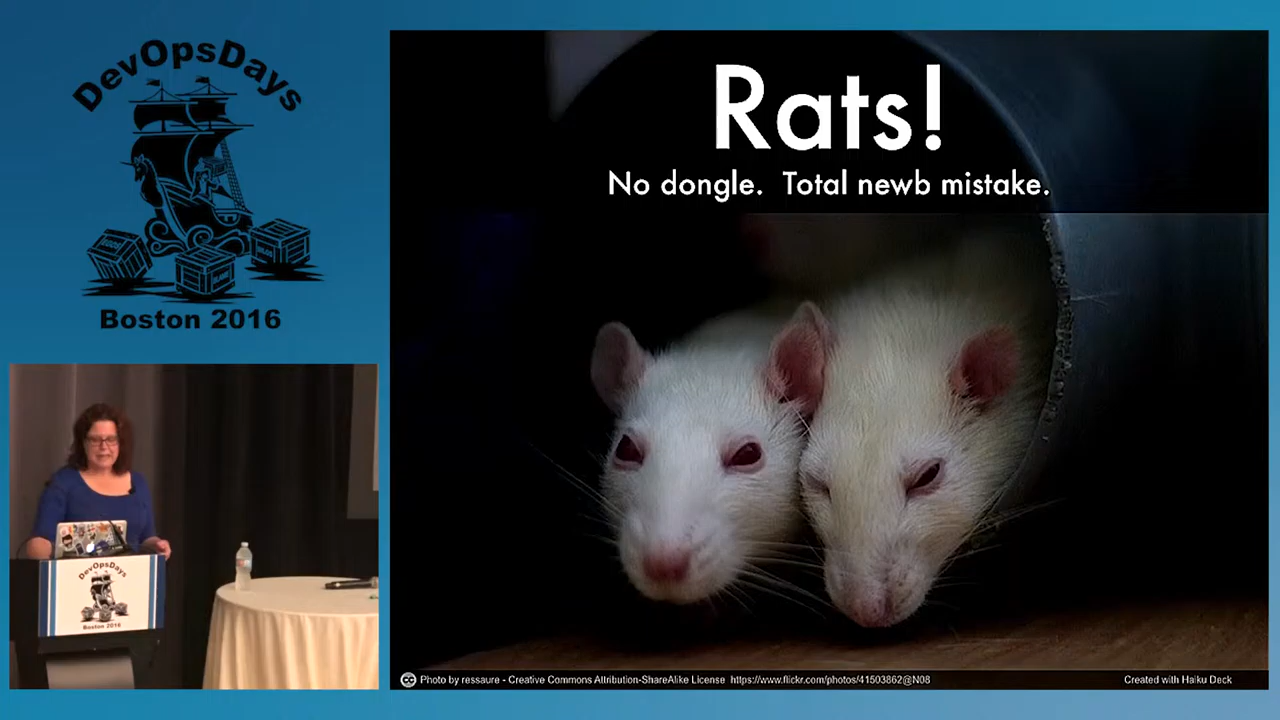 DevOpsDays
Boston 2016
Rats!
No dongle. Total newb mistake.
DevOpsDays
Boston 2016
Photo by ressaure - Creative Commons Attribution-ShareAlike License https://www.flickr.com/photos/41503862@N08
Created with Haiku Deck